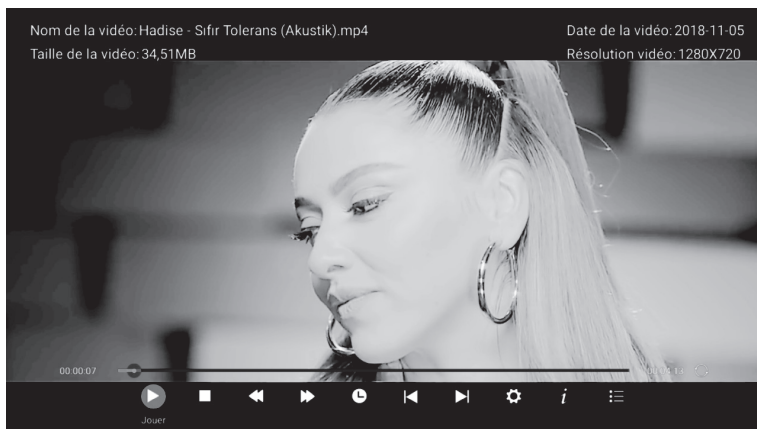 Nom de la vidéo: Hadise - Sıfır Tolerans (Akustik).mp4
Date de la vidéo: 2018-11-05
Taille de la vidéo: 34,51MB
Résolution vidéo: 1280X720
00:00:07
i
Jouer